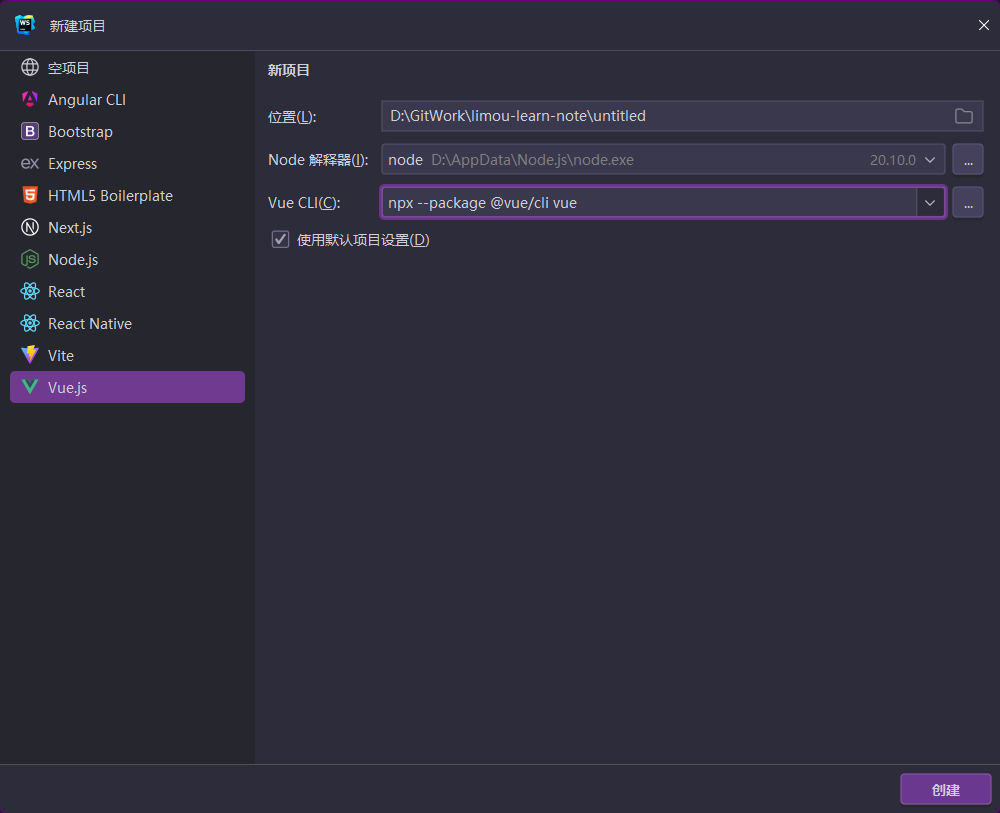 新建项目
空项目
Angular CLI
Bootstrap
Express
HTML5 Boilerplate
Next.js
Node.js
React
React Native
Vite
Vue.js
新项目
位置(L): D:\GitWork\limou-learn-note\untitled
Node 解释器(I): node D:\AppData\Node.js\node.exe 20.10.0 ...
Vue CLI(C): npx --package @vue/cli vue ...
使用默认项目设置(D)
创建